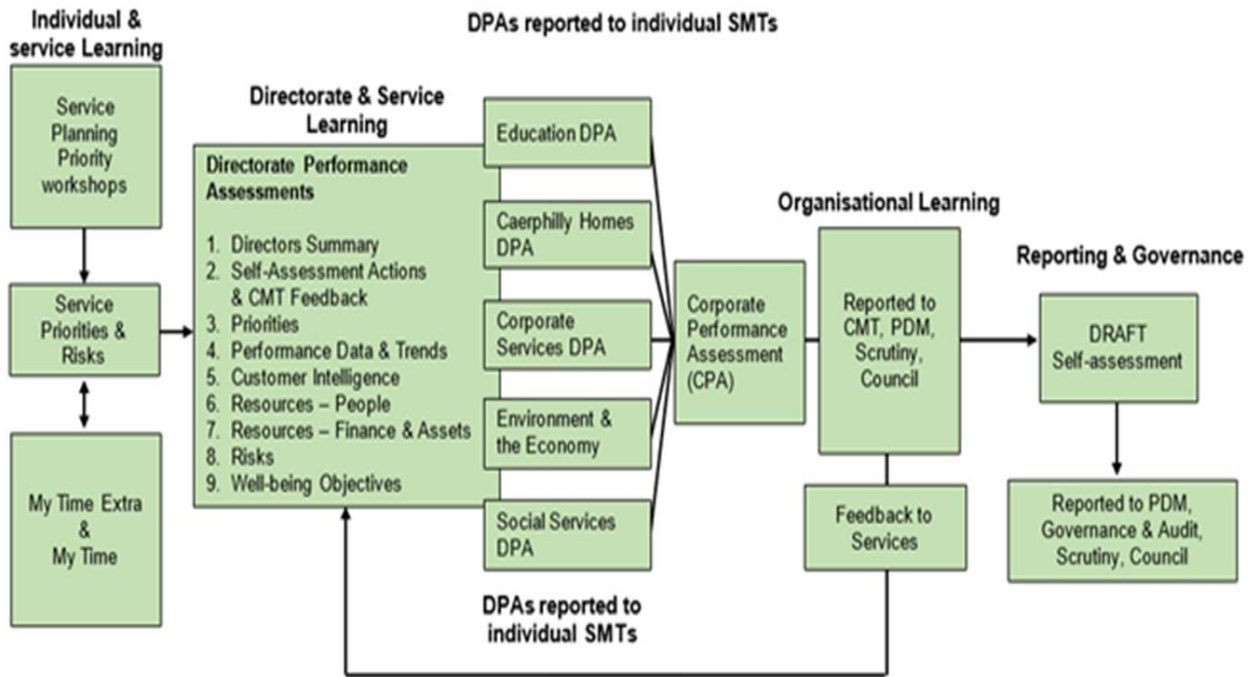 Individual &
service Learning
Service
Planning
Priority
workshops
Service
Priorities &
Risks
My Time Extra
&
My Time
DPAs reported to individual SMTs
Directorate & Service
Learning
Directorate Performance
Assessments
1. Directors Summary
2. Self-Assessment Actions
& CMT Feedback
3. Priorities
4. Performance Data & Trends
5. Customer Intelligence
6. Resources – People
7. Resources – Finance & Assets
8. Risks
9. Well-being Objectives
Education DPA
Caerphilly Homes
DPA
Corporate
Services DPA
Environment &
the Economy
Social Services
DPA
DPAs reported to
individual SMTs
Corporate
Performance
Assessment
(CPA)
Organisational Learning
Reported to
CMT, PDM,
Scrutiny,
Council
Feedback to
Services
Reporting & Governance
DRAFT
Self-assessment
Reported to PDM,
Governance & Audit,
Scrutiny, Council